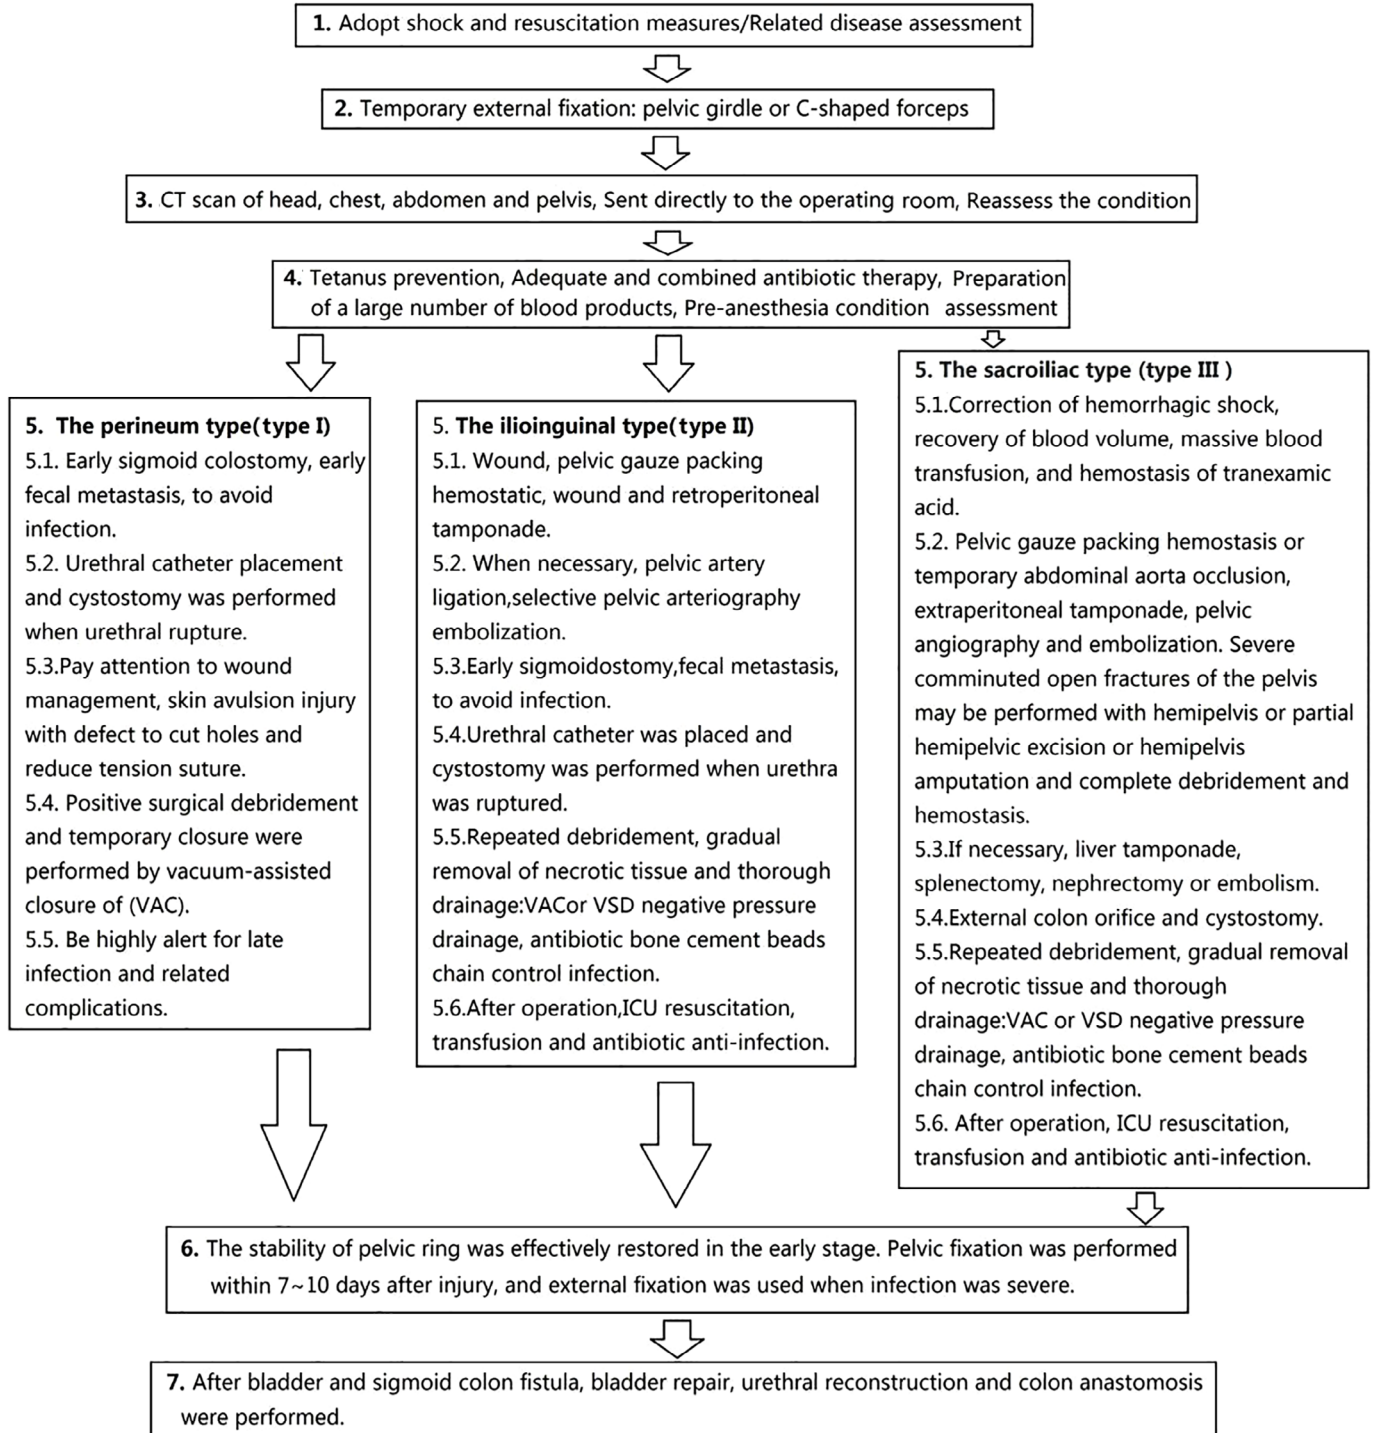 1. Adopt shock and resuscitation measures/Related disease assessment
2. Temporary external fixation: pelvic girdle or C-shaped forceps
3. CT scan of head, chest, abdomen and pelvis, Sent directly to the operating room, Reassess the condition
4. Tetanus prevention, Adequate and combined antibiotic therapy, Preparation
of a large number of blood products, Pre-anesthesia condition assessment
5. The perineum type(type I)
5.1. Early sigmoid colostomy, early
fecal metastasis, to avoid
infection.
5.2. Urethral catheter placement
and cystostomy was performed
when urethral rupture.
5.3.Pay attention to wound
management, skin avulsion injury
with defect to cut holes and
reduce tension suture.
5.4. Positive surgical debridement
and temporary closure were
performed by vacuum-assisted
closure of (VAC).
5.5. Be highly alert for late
infection and related
complications.
5. The ilioinguinal type(type II)
5.1. Wound, pelvic gauze packing
hemostatic, wound and retroperitoneal
tamponade.
5.2. When necessary, pelvic artery
ligation,selective pelvic arteriography
embolization.
5.3.Early sigmoidostomy,fecal metastasis,
to avoid infection.
5.4.Urethral catheter was placed and
cystostomy was performed when urethra
was ruptured.
5.5.Repeated debridement, gradual
removal of necrotic tissue and thorough
drainage:VACor VSD negative pressure
drainage, antibiotic bone cement beads
chain control infection.
5.6.After operation,ICU resuscitation,
transfusion and antibiotic anti-infection.
5. The sacroiliac type (type III )
5.1.Correction of hemorrhagic shock,
recovery of blood volume, massive blood
transfusion, and hemostasis of tranexamic
acid.
5.2. Pelvic gauze packing hemostasis or
temporary abdominal aorta occlusion,
extraperitoneal tamponade, pelvic
angiography and embolization. Severe
comminuted open fractures of the pelvis
may be performed with hemipelvis or partial
hemipelvic excision or hemipelvis
amputation and complete debridement and
hemostasis.
5.3.If necessary, liver tamponade,
splenectomy, nephrectomy or embolism.
5.4.External colon orifice and cystostomy.
5.5.Repeated debridement, gradual removal
of necrotic tissue and thorough
drainage:VAC or VSD negative pressure
drainage, antibiotic bone cement beads
chain control infection.
5.6. After operation, ICU resuscitation,
transfusion and antibiotic anti-infection.
6. The stability of pelvic ring was effectively restored in the early stage. Pelvic fixation was performed
within 7~10 days after injury, and external fixation was used when infection was severe.
7. After bladder and sigmoid colon fistula, bladder repair, urethral reconstruction and colon anastomosis
were performed.